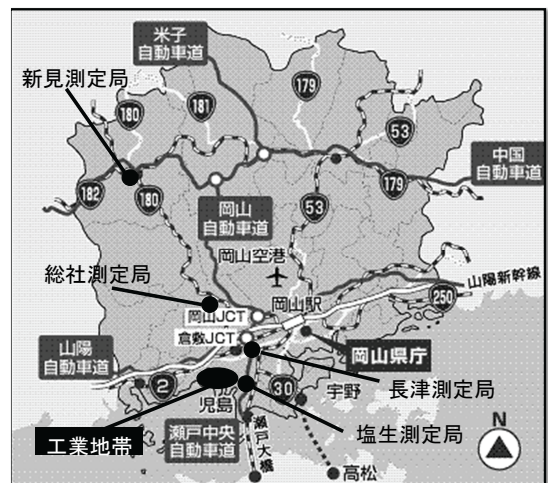 米子
自動車道
新見測定局
180
181
179
53
中国
自動車道
182
180
岡山
自動車道
53
179
岡山空港
総社測定局
山陽新幹線
岡山駅
250
岡山JCT
倉敷JCT
山陽
自動車道
岡山県庁
2
30
宇野
長津測定局
児島
工業地帯
瀬戸中央
自動車道
瀬戸大橋
塩生測定局
高松
N